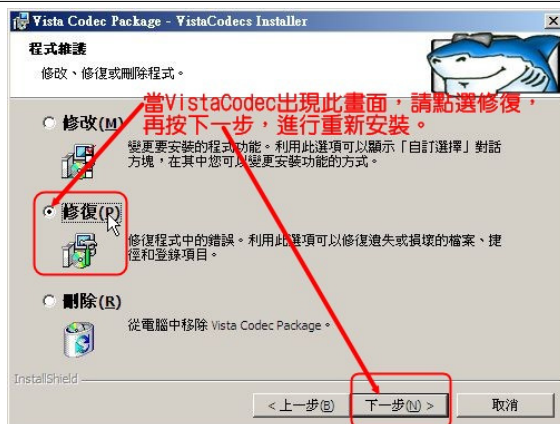 Vista Codec Package - VistaCodecs Installer
程式維護
修改、修復或刪除程式。
當VistaCodec出現此畫面，請點選修復，
再按下一步，進行重新安裝。
修改(M)
變更要安裝的程式功能。利用此選項可以顯示「自訂選擇」對話
方塊，在其中您可以變更安裝功能的方式。
修復(P)
修復程式中的錯誤。利用此選項可以修復遺失或損壞的檔案、捷
徑和登錄項目。
刪除(R)
從電腦中移除 Vista Codec Package。
InstallShield
< 上一步(B)
下一步(N) >
取消